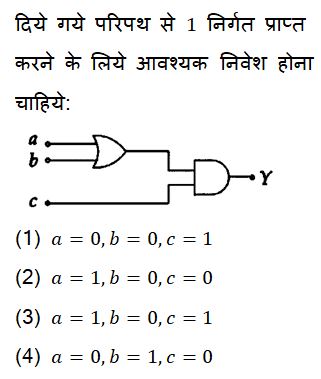 दिये गये परिपथ से 1 निर्गत प्राप्त
करने के लिये आवश्यक निवेश होना
चाहिये:
a
b
Y
c
(1) a = 0, b = 0, c = 1
(2) a = 1, b = 0, c = 0
(3) a = 1, b = 0, c = 1
(4) a = 0, b = 1, c = 0